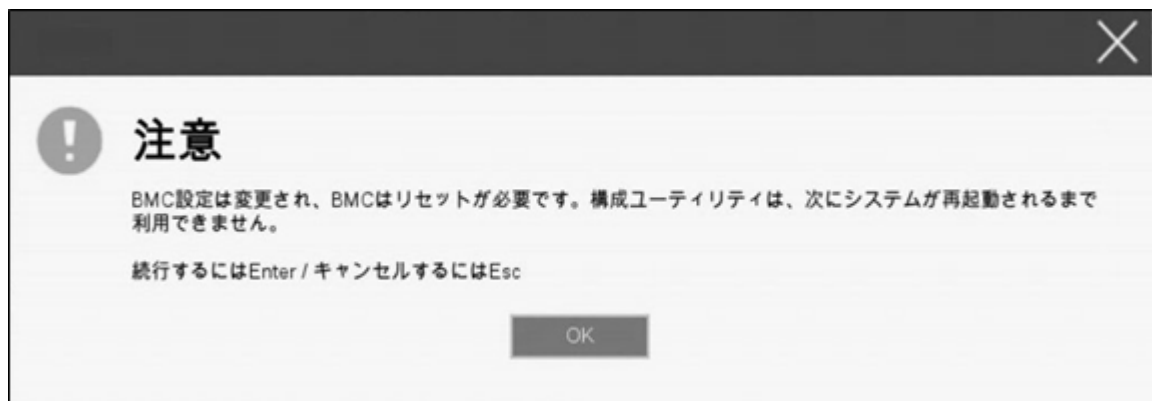 注意
BMC設定は変更され、BMCはリセットが必要です。構成ユーティリティは、次にシステムが再起動されるまで
利用できません。
続行するにはEnter / キャンセルするにはEsc
OK